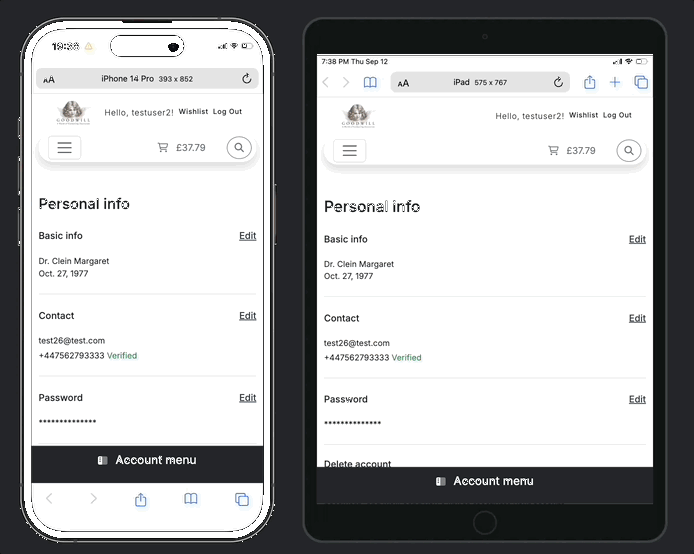 19:38
AA iPhone 14 Pro 393 x 852
GOODWILL
Hello, testuser2! Wishlist Log Out
£37.79
Personal info
Basic info Edit
Dr. Clein Margaret
Oct. 27, 1977
Contact Edit
test26@test.com
+447562793333 Verified
Password Edit
**************
Account menu
7:38 PM Thu Sep 12
AA iPad 575 x 767
GOODWILL
Hello, testuser2! Wishlist Log Out
£37.79
Personal info
Basic info Edit
Dr. Clein Margaret
Oct. 27, 1977
Contact Edit
test26@test.com
+447562793333 Verified
Password Edit
**************
Delete account
Account menu